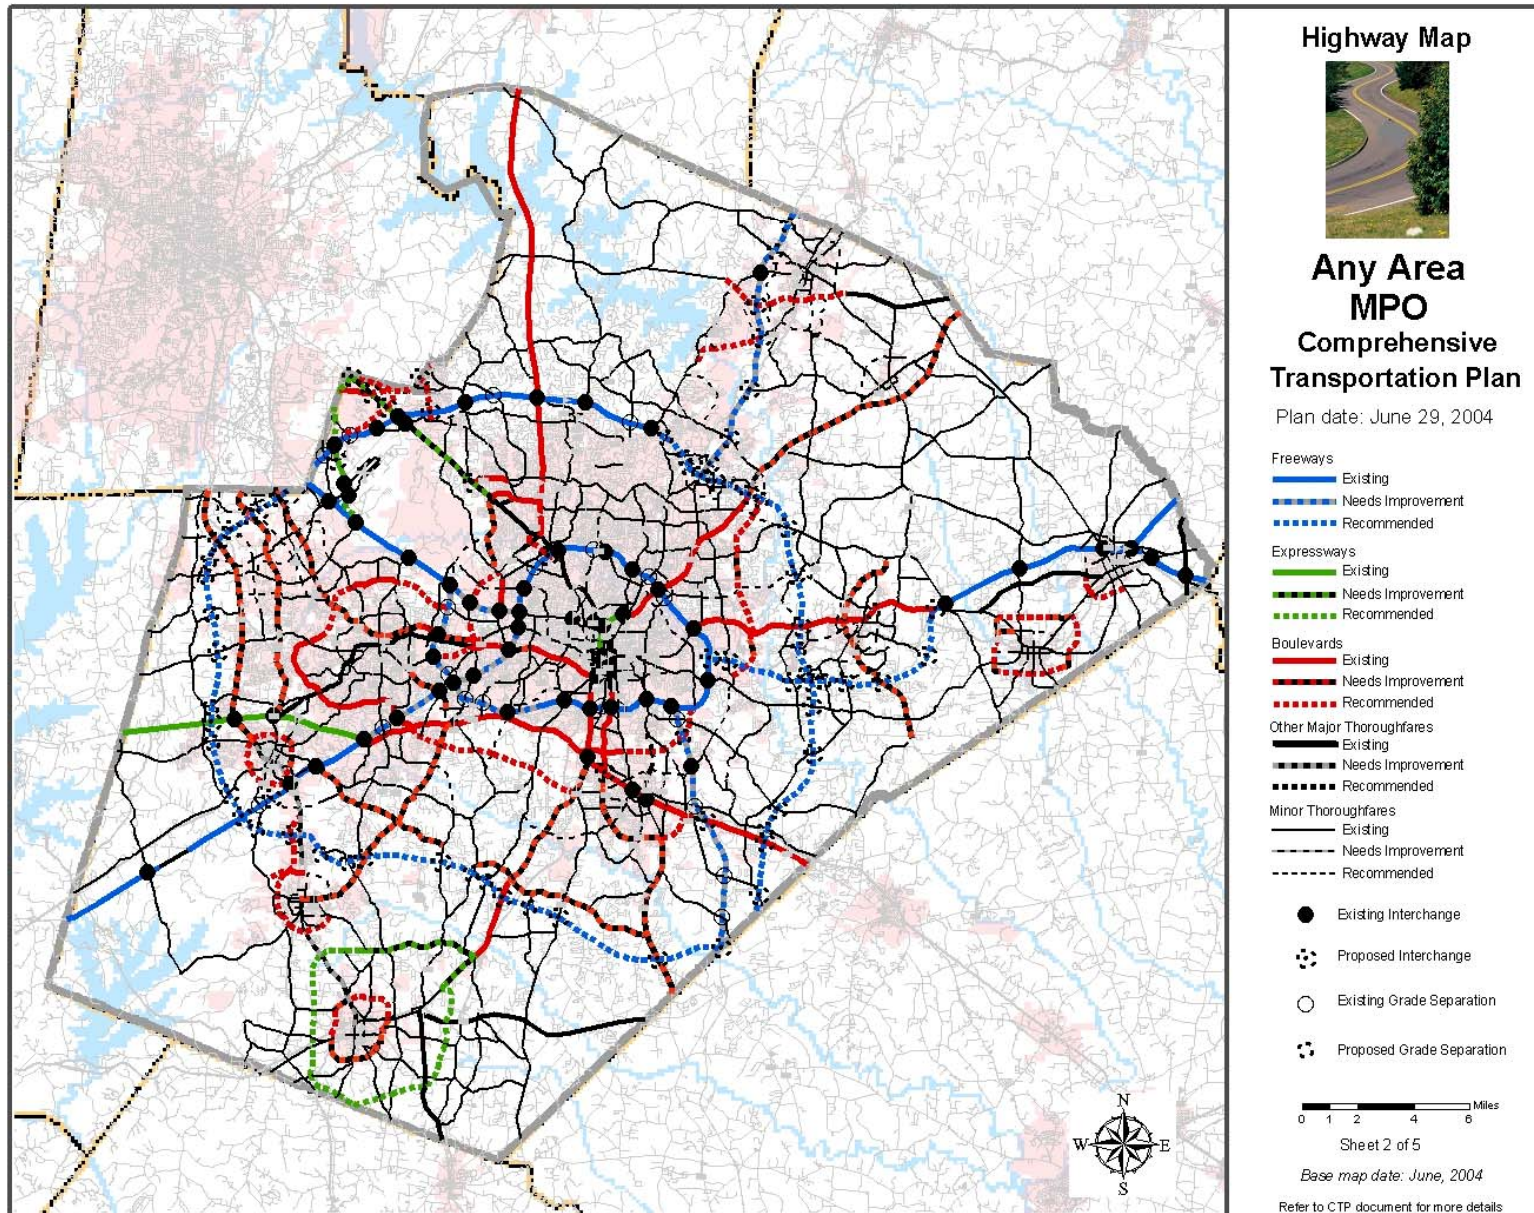 Highway Map
Any Area
MPO
Comprehensive
Transportation Plan
Plan date: June 29, 2004
Freeways
Existing
Needs Improvement
Recommended
Expressways
Existing
Needs Improvement
Recommended
Boulevards
Existing
Needs Improvement
Recommended
Other Major Thoroughfares
Existing
Needs Improvement
Recommended
Minor Thoroughfares
Existing
Needs Improvement
Recommended
Existing Interchange
Proposed Interchange
Existing Grade Separation
Proposed Grade Separation
Miles
0 1 2 4 6
Sheet 2 of 5
Base map date: June, 2004
Refer to CTP document for more details
N
W E
S